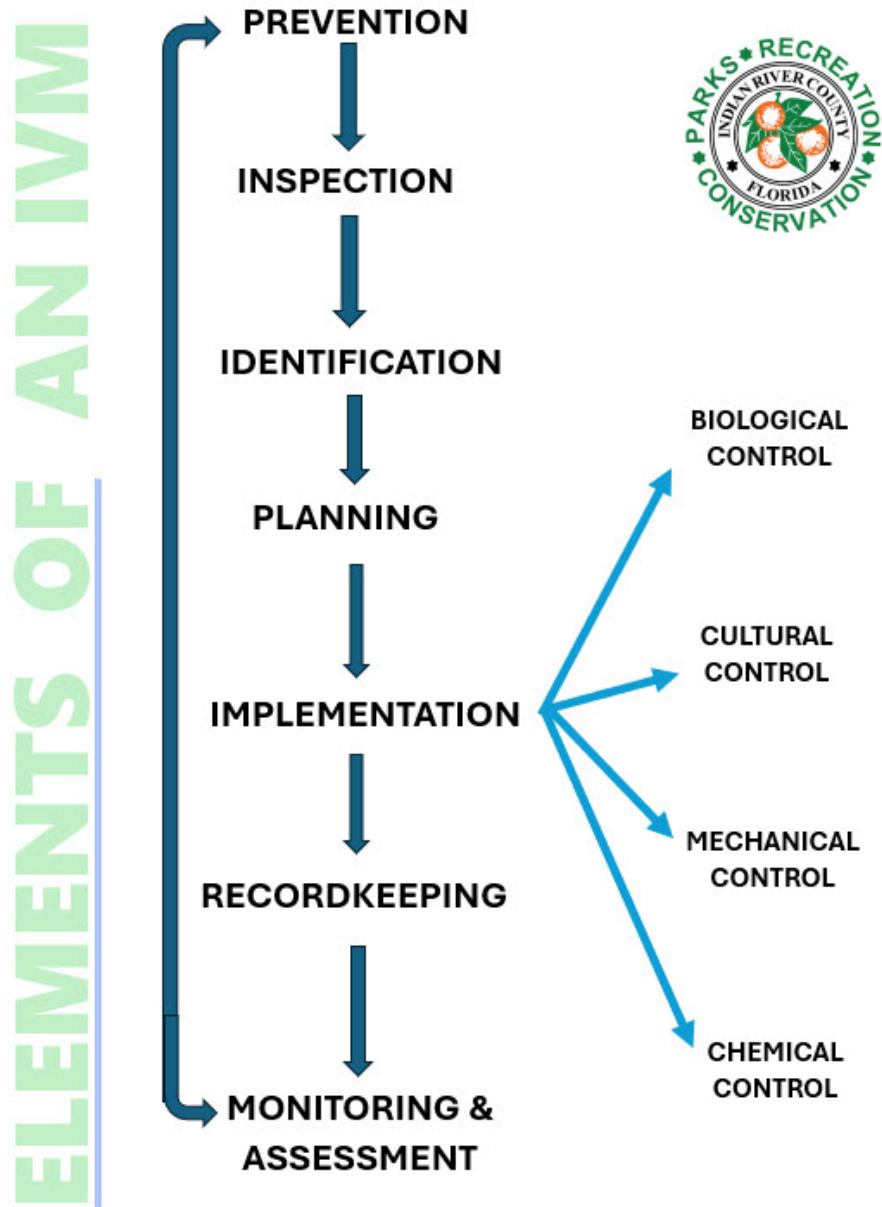 ELEMENTS OF AN IVM
PREVENTION
INSPECTION
IDENTIFICATION
PLANNING
IMPLEMENTATION
RECORDKEEPING
MONITORING &
ASSESSMENT
PARKS RECREATION
CONSERVATION
INDIAN RIVER COUNTY
FLORIDA
BIOLOGICAL
CONTROL
CULTURAL
CONTROL
MECHANICAL
CONTROL
CHEMICAL
CONTROL